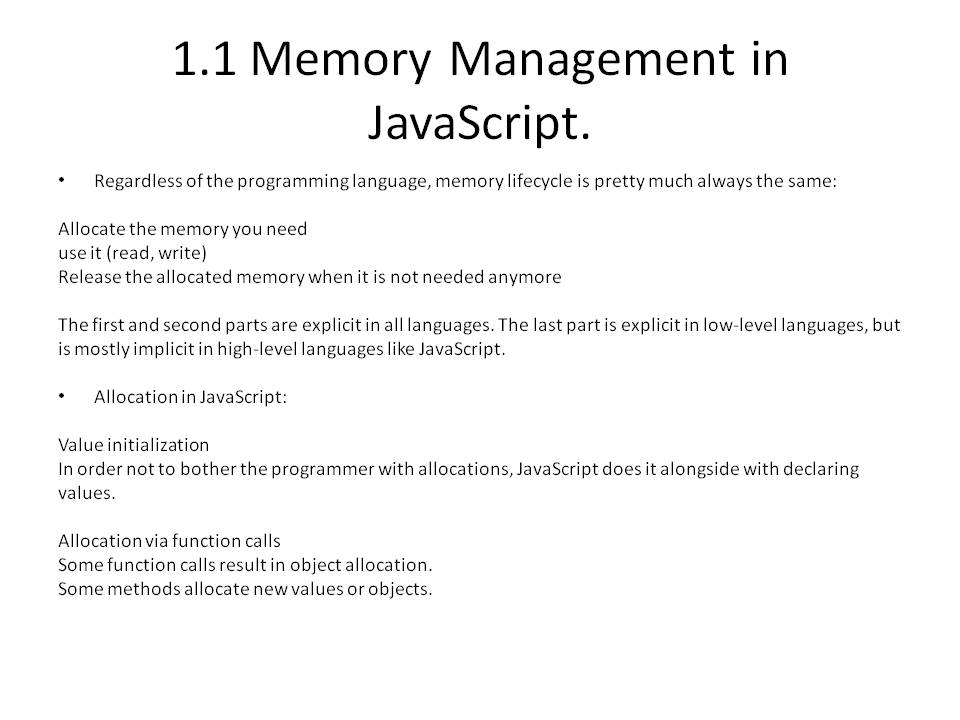 1.1 Memory Management in
JavaScript.
• Regardless of the programming language, memory lifecycle is pretty much always the same:
Allocate the memory you need
use it (read, write)
Release the allocated memory when it is not needed anymore
The first and second parts are explicit in all languages. The last part is explicit in low-level languages, but
is mostly implicit in high-level languages like JavaScript.
• Allocation in JavaScript:
Value initialization
In order not to bother the programmer with allocations, JavaScript does it alongside with declaring
values.
Allocation via function calls
Some function calls result in object allocation.
Some methods allocate new values or objects.